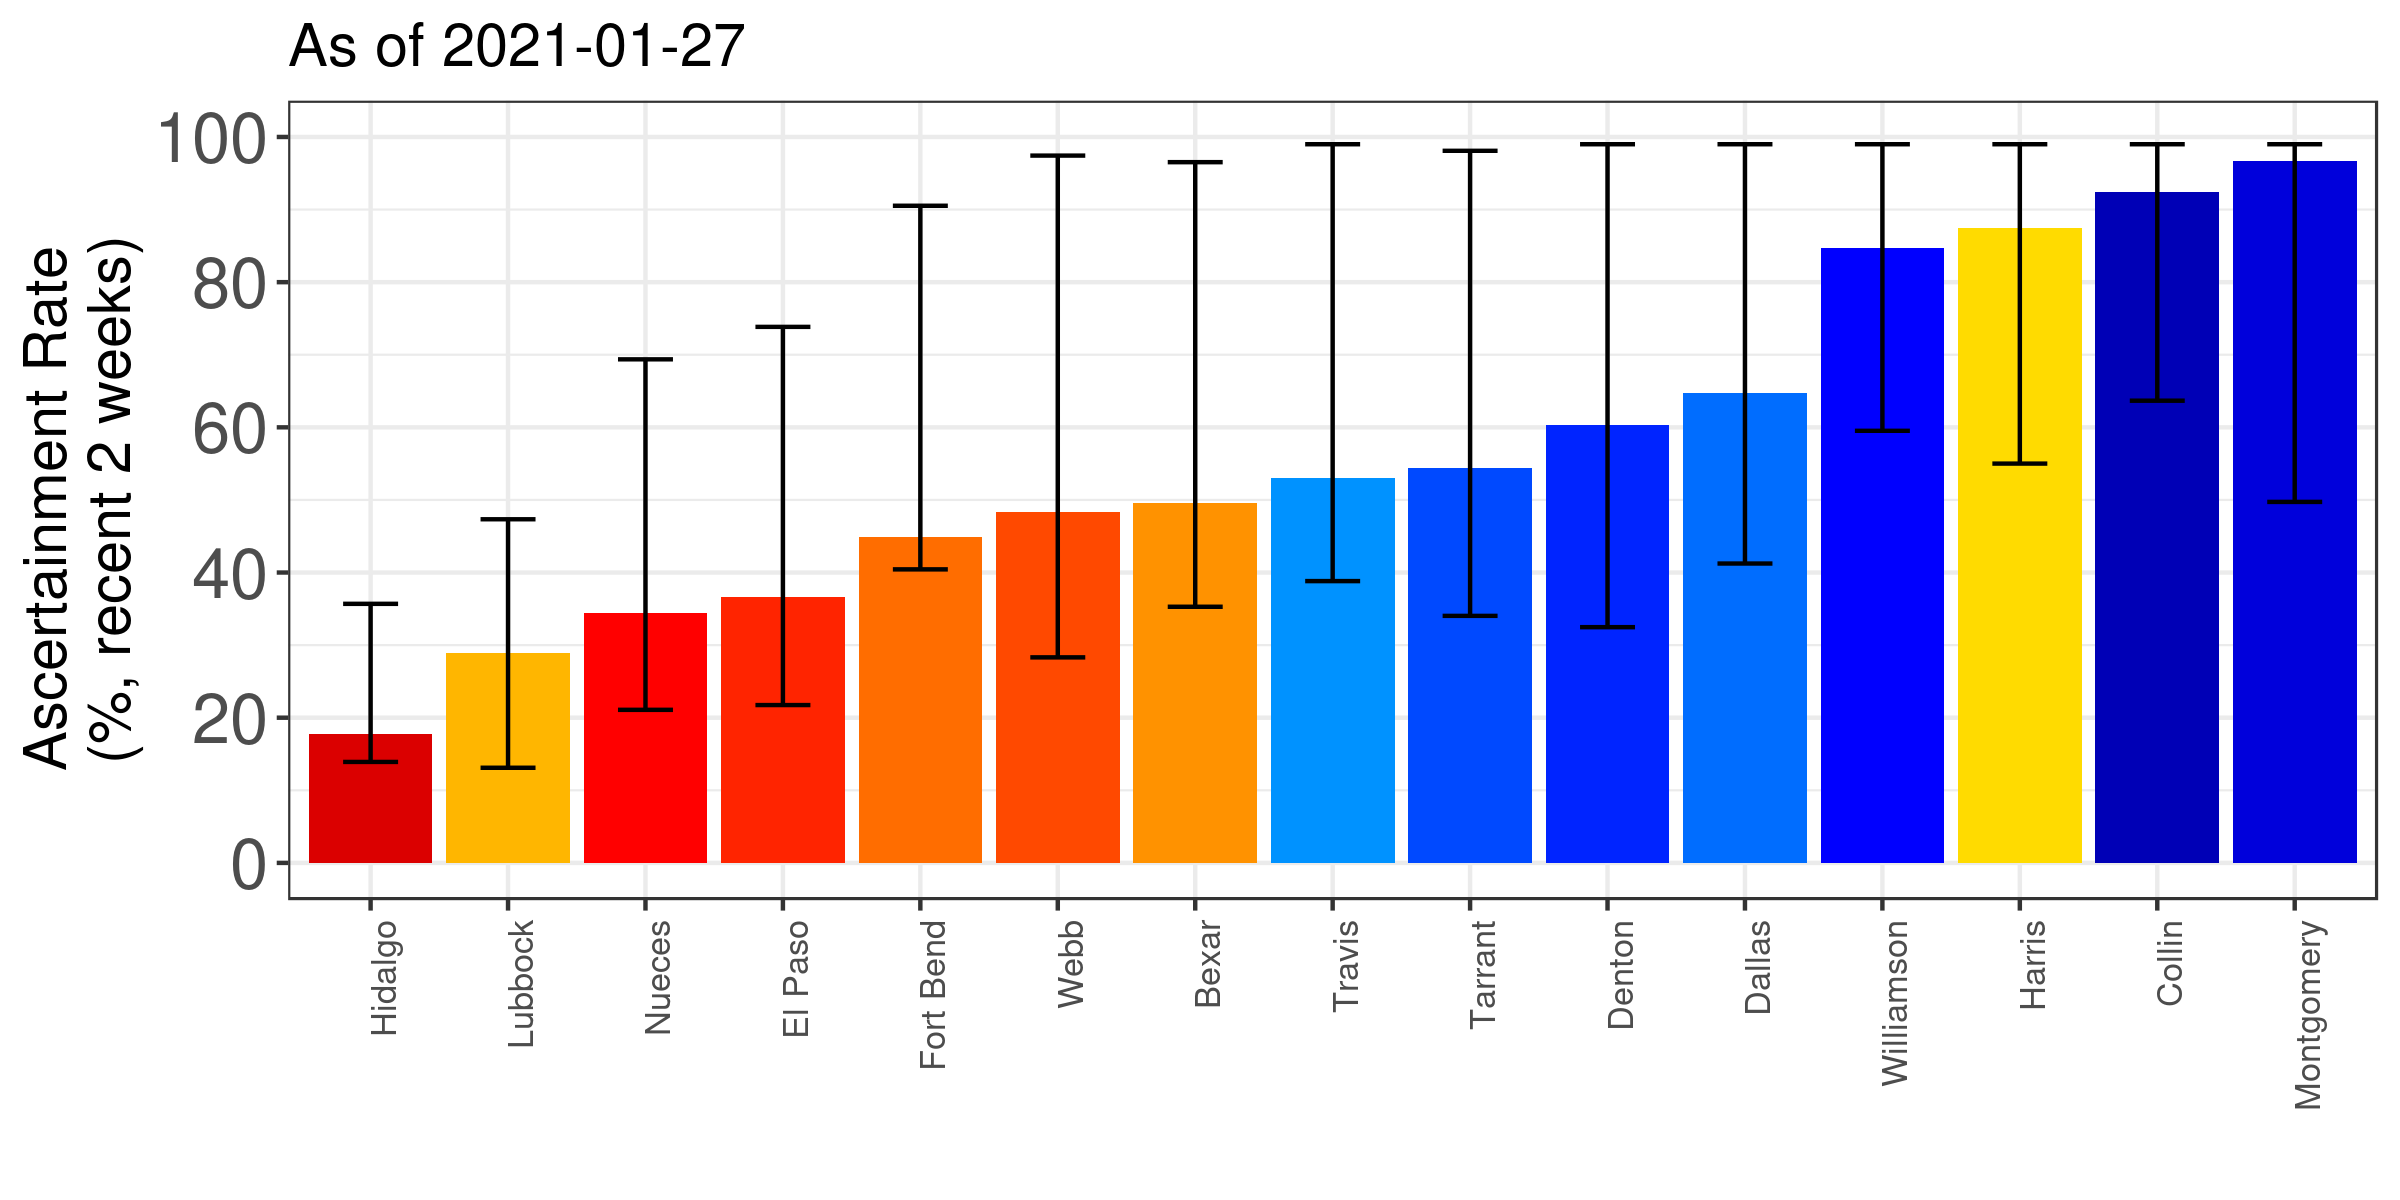 As of 2021-01-27
Ascertainment Rate
(%, recent 2 weeks)
100
80
60
40
20
0
Hidalgo
Lubbock
Nueces
El Paso
Fort Bend
Webb
Bexar
Travis
Tarrant
Denton
Dallas
Williamson
Harris
Collin
Montgomery